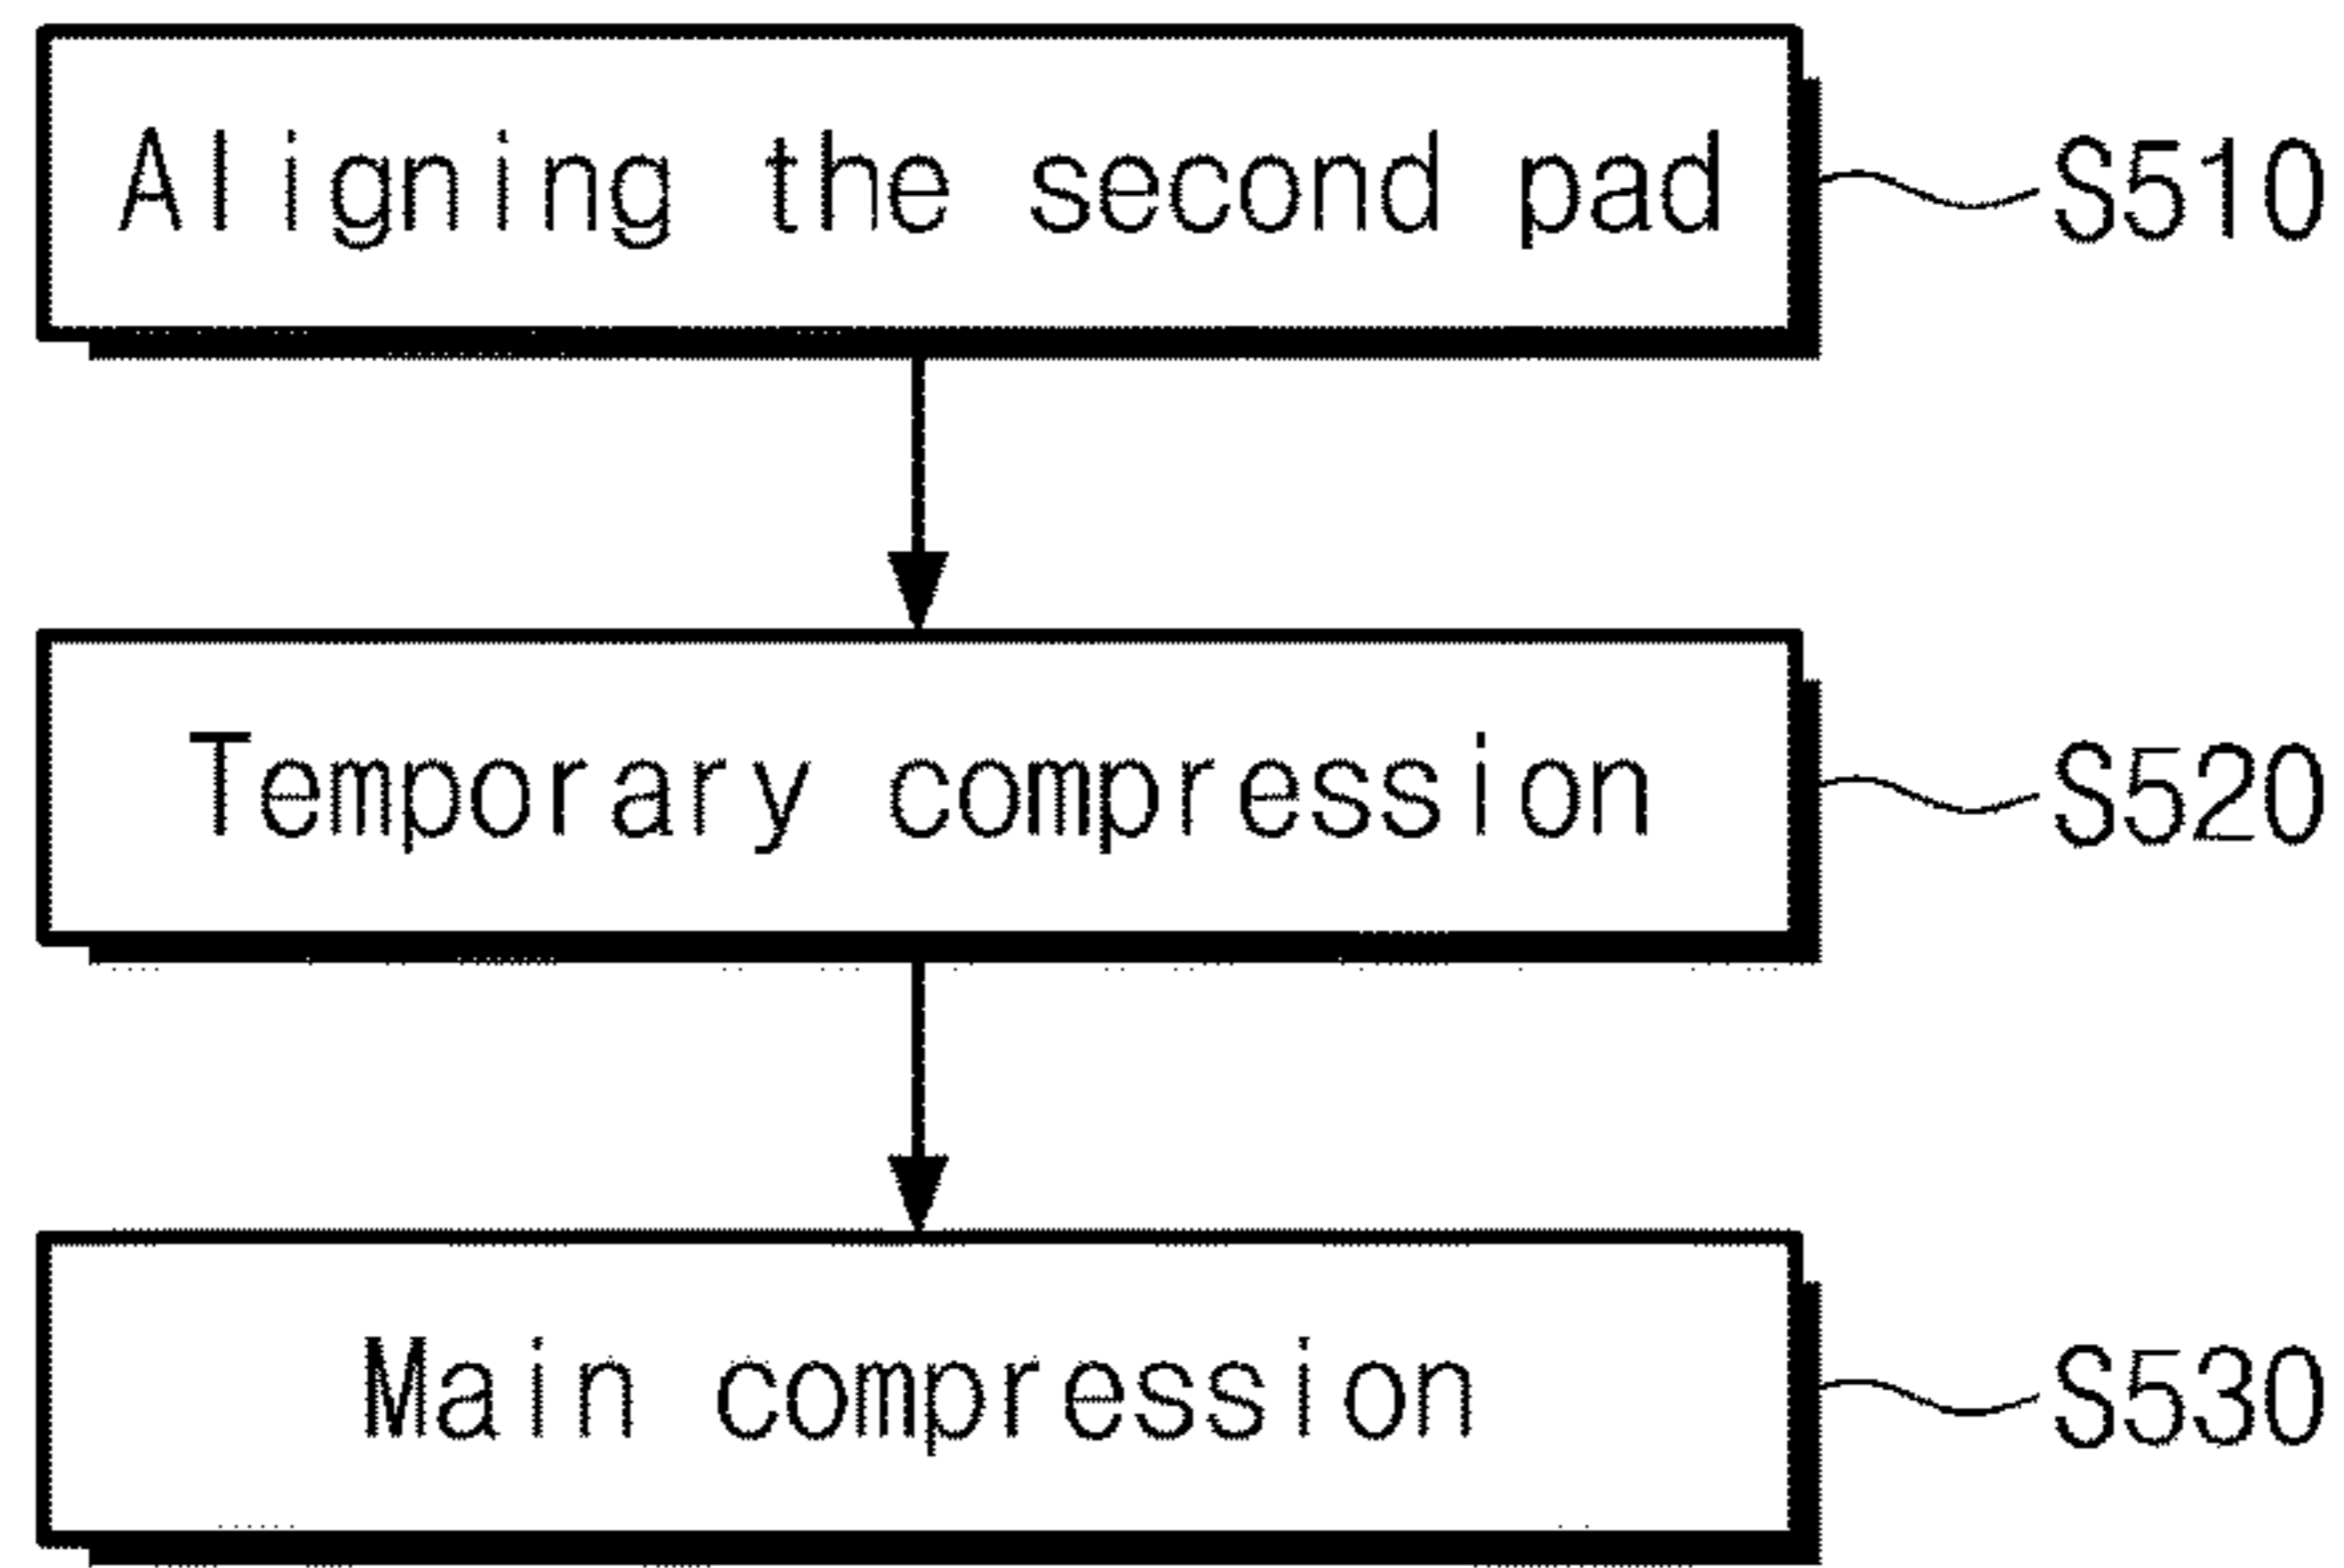 Aligning the second pad S510
Temporary compression S520
Main compression S530